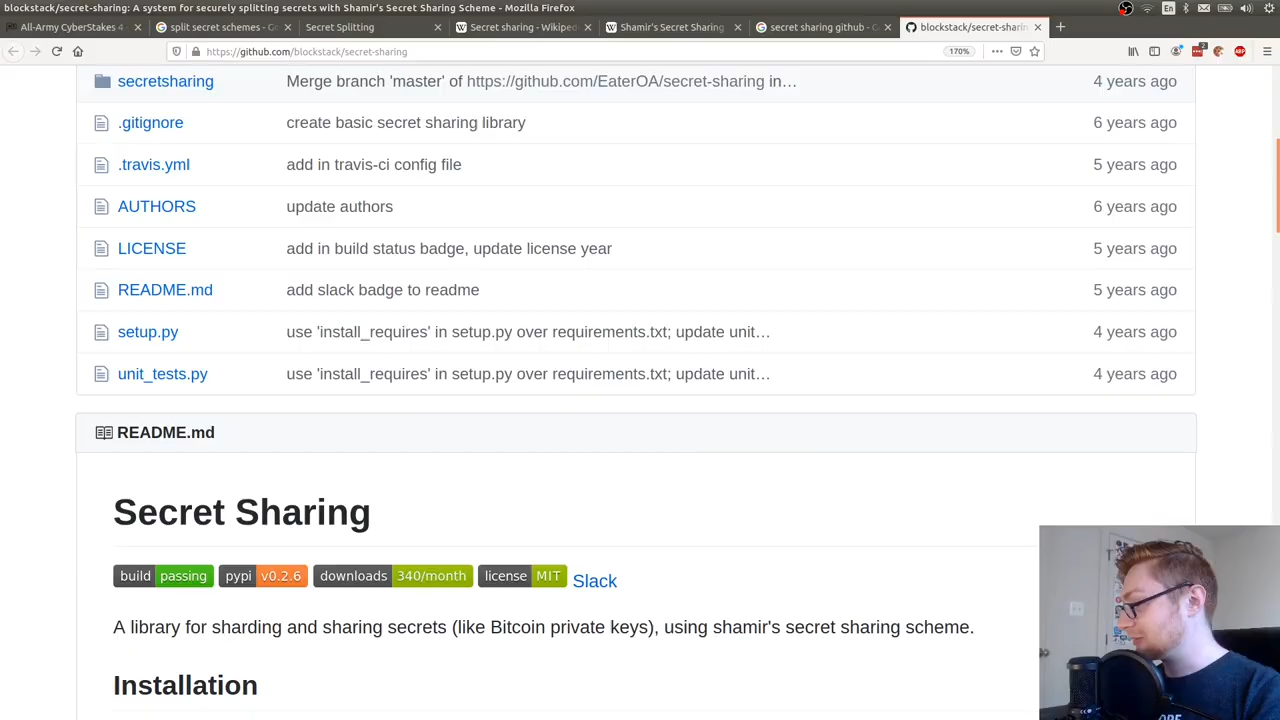 blockstack/secret-sharing: A system for securely splitting secrets with Shamir's Secret Sharing Scheme - Mozilla Firefox
En
All-Army CyberStakes 4
split secret schemes - Go
Secret Splitting
Secret sharing - Wikiped
Shamir's Secret Sharing
secret sharing github - G
blockstack/secret-sharin
https://github.com/blockstack/secret-sharing
170%
secretsharing Merge branch 'master' of https://github.com/EaterOA/secret-sharing in… 4 years ago
.gitignore create basic secret sharing library 6 years ago
.travis.yml add in travis-ci config file 5 years ago
AUTHORS update authors 6 years ago
LICENSE add in build status badge, update license year 5 years ago
README.md add slack badge to readme 5 years ago
setup.py use 'install_requires' in setup.py over requirements.txt; update unit… 4 years ago
unit_tests.py use 'install_requires' in setup.py over requirements.txt; update unit… 4 years ago
README.md
Secret Sharing
build passing pypi v0.2.6 downloads 340/month license MIT Slack
A library for sharding and sharing secrets (like Bitcoin private keys), using shamir's secret sharing scheme.
Installation